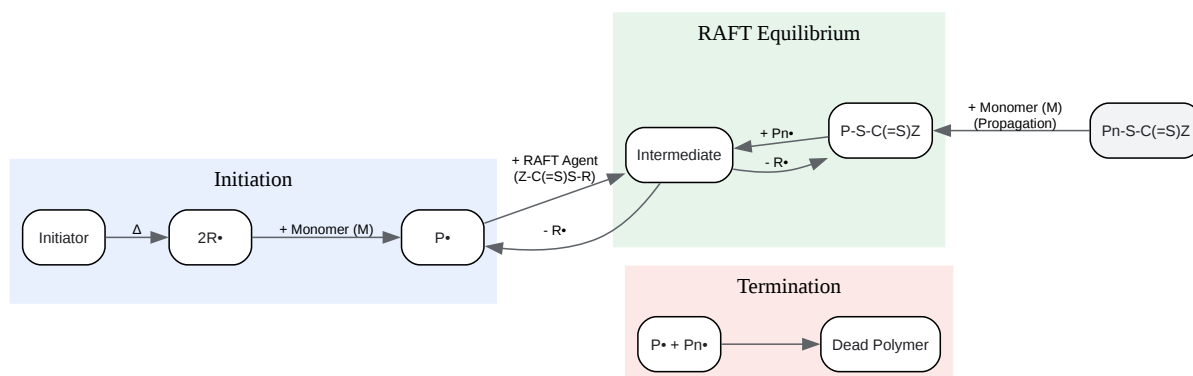 RAFT Equilibrium
+ Monomer (M)
(Propagation)
P-S-C(=S)Z
Pn-S-C(=S)Z
+ Pn•
Intermediate
- R•
+ RAFT Agent
(Z-C(=S)S-R)
Initiation
Initiator
Δ
2R•
+ Monomer (M)
P•
- R•
Termination
P• + Pn•
Dead Polymer